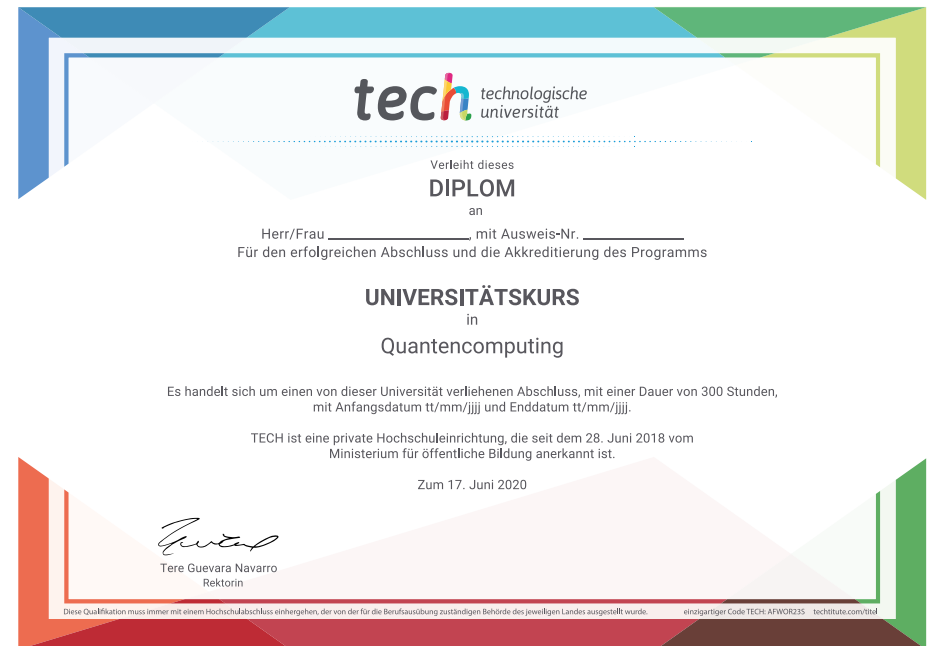 tech technologische
universität
Verleiht dieses
DIPLOM
an
Herr/Frau ____________________, mit Ausweis-Nr. ______________
Für den erfolgreichen Abschluss und die Akkreditierung des Programms
UNIVERSITÄTSKURS
in
Quantencomputing
Es handelt sich um einen von dieser Universität verliehenen Abschluss, mit einer Dauer von 300 Stunden,
mit Anfangsdatum tt/mm/jjjj und Enddatum tt/mm/jjjj.
TECH ist eine private Hochschuleinrichtung, die seit dem 28. Juni 2018 vom
Ministerium für öffentliche Bildung anerkannt ist.
Zum 17. Juni 2020
Tere Guevara Navarro
Rektorin
Diese Qualifikation muss immer mit einem Hochschulabschluss einhergehen, der von der für die Berufsausübung zuständigen Behörde des jeweiligen Landes ausgestellt wurde. einzigartiger Code TECH: AFWOR23S techtitute.com/titel